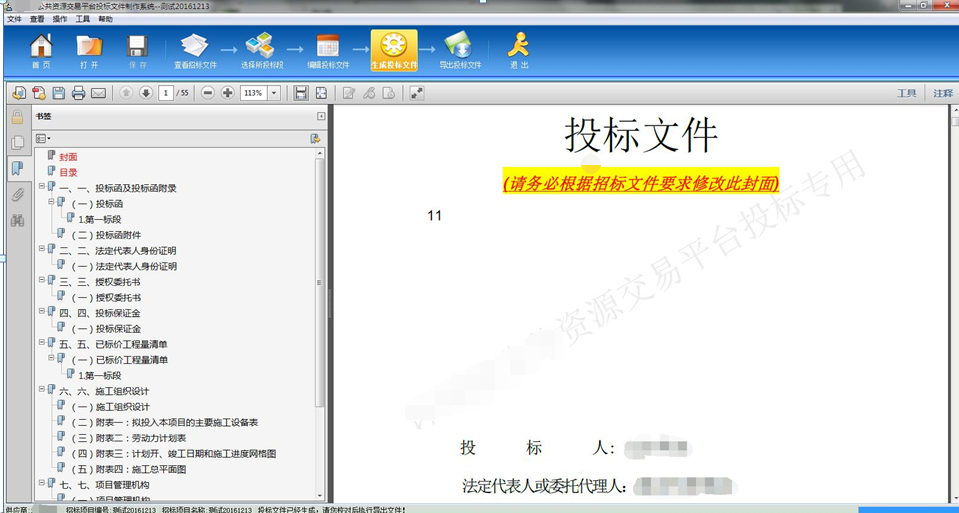 公共资源交易平台投标文件制作系统--测试20161213
文件 查看 操作 工具 帮助
首 页 打 开 保 存 查看招标文件 选择所投标段 编辑投标文件 生成投标文件 导出投标文件 退 出
1 / 55 113% 工具 注释
书签
封面
目录
一、一、投标函及投标函附录
（一）投标函
1.第一标段
（二）投标函附件
二、二、法定代表人身份证明
（一）法定代表人身份证明
三、三、授权委托书
（一）授权委托书
四、四、投标保证金
（一）投标保证金
五、五、已标价工程量清单
（一）已标价工程量清单
1.第一标段
六、六、施工组织设计
（一）施工组织设计
（二）附表一：拟投入本项目的主要施工设备表
（三）附表二：劳动力计划表
（四）附表三：计划开、竣工日期和施工进度网格图
（五）附表四：施工总平面图
七、七、项目管理机构
（一）项目管理机构
投标文件
(请务必根据招标文件要求修改此封面)
11
资源交易平台投标专用
投 标 人：
法定代表人或委托代理人：
供应商: 招标项目编号:测试20161213 招标项目名称:测试20161213 投标文件已经生成，请您校对后执行导出文件！